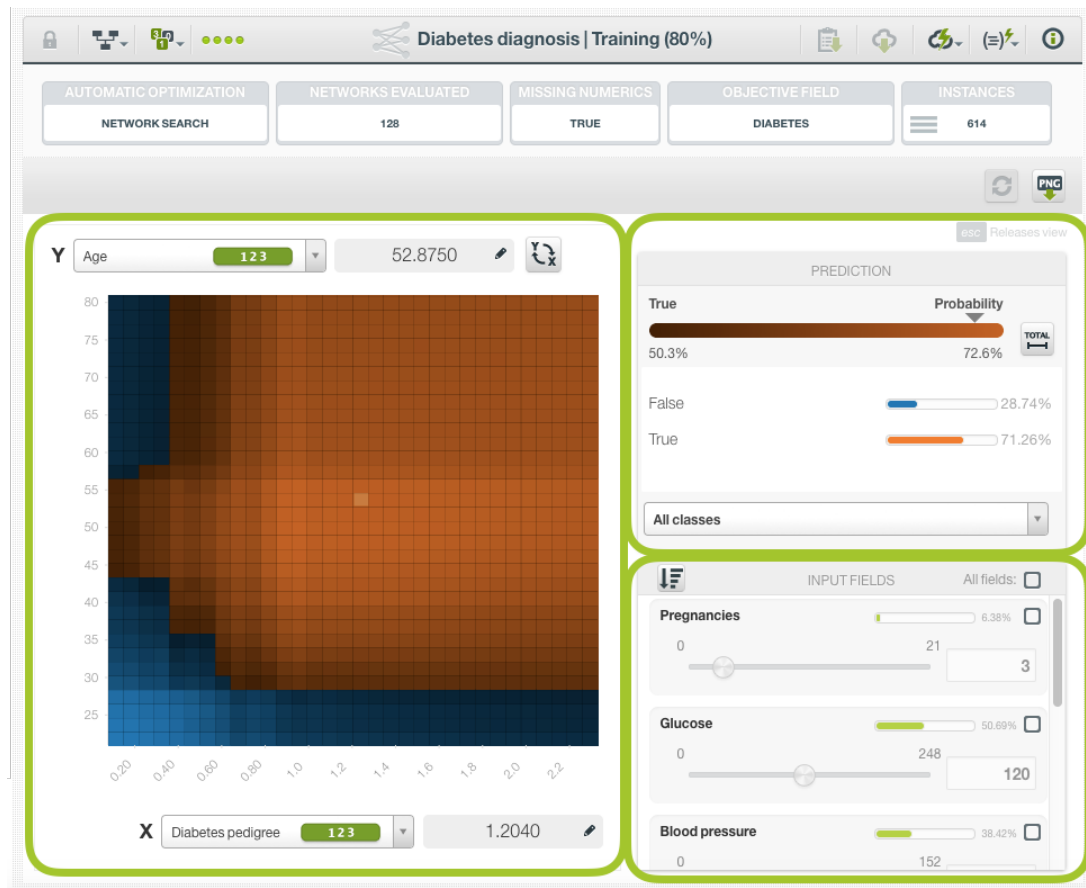 Diabetes diagnosis | Training (80%)
AUTOMATIC OPTIMIZATION
NETWORK SEARCH
NETWORKS EVALUATED
128
MISSING NUMERICS
TRUE
OBJECTIVE FIELD
DIABETES
INSTANCES
614
PNG
Y Age 123 52.8750 Y X
80
75
70
65
60
55
50
45
40
35
30
25
0.20 0.40 0.60 0.80 1.0 1.2 1.4 1.6 1.8 2.0 2.2
X Diabetes pedigree 123 1.2040
esc Releases view
PREDICTION
True Probability
50.3% 72.6% TOTAL
False 28.74%
True 71.26%
All classes
INPUT FIELDS All fields:
Pregnancies 6.38%
0 21
3
Glucose 50.69%
0 248
120
Blood pressure 38.42%
0 152